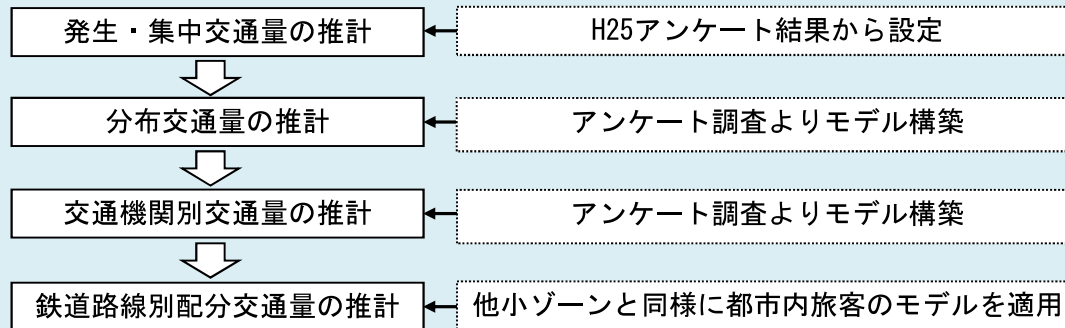 発生・集中交通量の推計
H25アンケート結果から設定
分布交通量の推計
アンケート調査よりモデル構築
交通機関別交通量の推計
アンケート調査よりモデル構築
鉄道路線別配分交通量の推計
他小ゾーンと同様に都市内旅客のモデルを適用